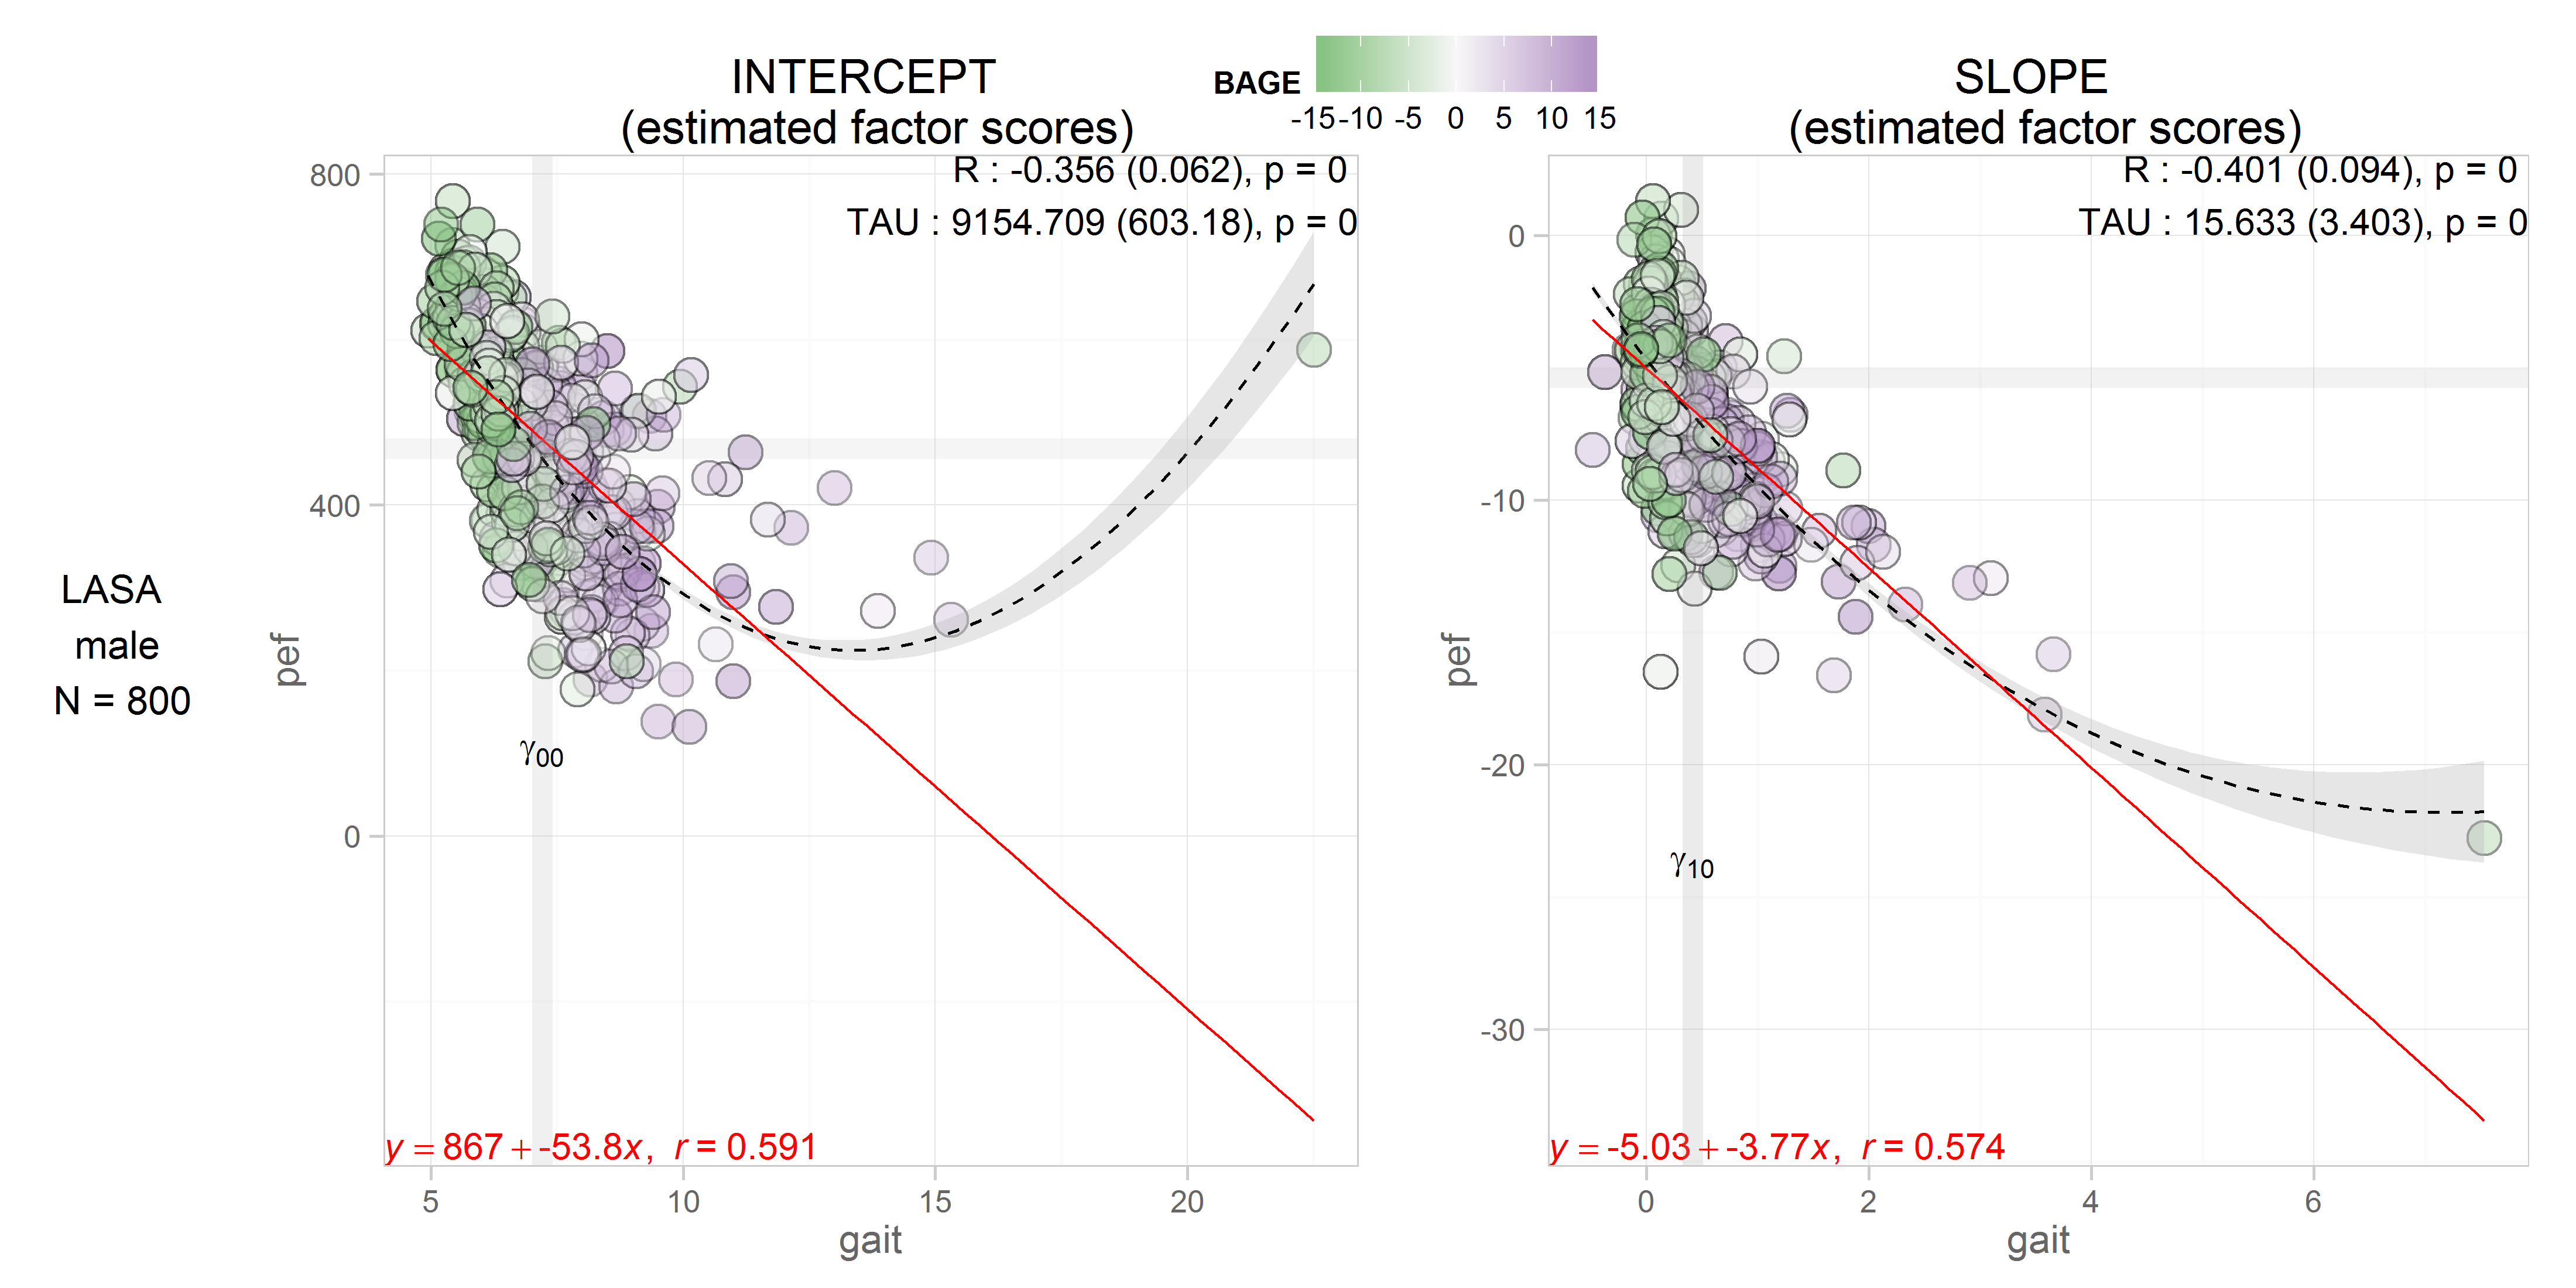 INTERCEPT
(estimated factor scores)
BAGE
-15 -10 -5 0 5 10 15
SLOPE
(estimated factor scores)
LASA
male
N = 800
R : -0.356 (0.062), p = 0
TAU : 9154.709 (603.18), p = 0
800
400
0
pef
γ00
y = 867 + -53.8x, r = 0.591
5 10 15 20
gait
R : -0.401 (0.094), p = 0
TAU : 15.633 (3.403), p = 0
0
-10
-20
-30
pef
γ10
y = -5.03 + -3.77x, r = 0.574
0 2 4 6
gait